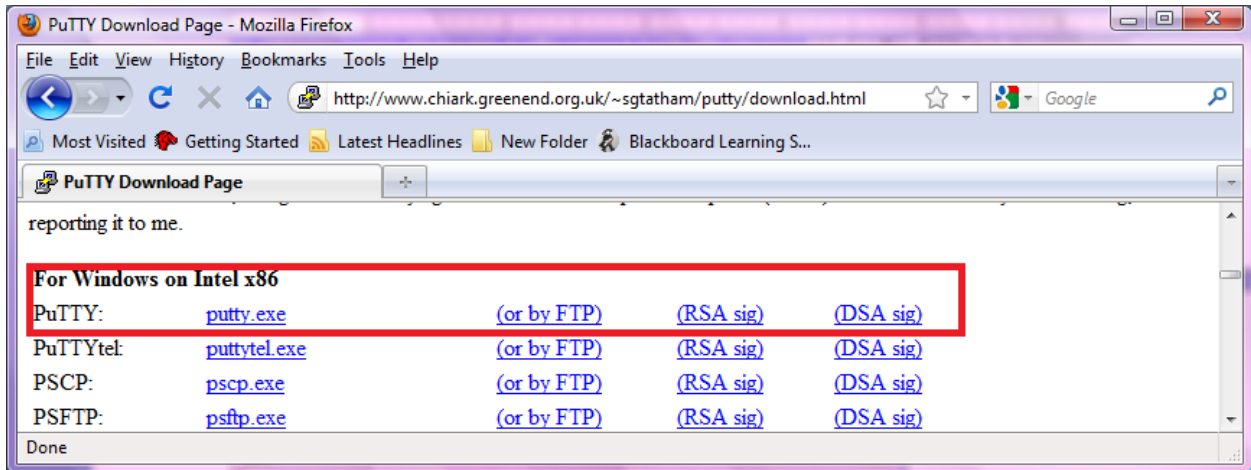 PuTTY Download Page - Mozilla Firefox
File Edit View History Bookmarks Tools Help
http://www.chiark.greenend.org.uk/~sgtatham/putty/download.html Google
Most Visited Getting Started Latest Headlines New Folder Blackboard Learning S...
PuTTY Download Page
reporting it to me.
For Windows on Intel x86
PuTTY: putty.exe (or by FTP) (RSA sig) (DSA sig)
PuTTYtel: puttytel.exe (or by FTP) (RSA sig) (DSA sig)
PSCP: pscp.exe (or by FTP) (RSA sig) (DSA sig)
PSFTP: psftp.exe (or by FTP) (RSA sig) (DSA sig)
Done